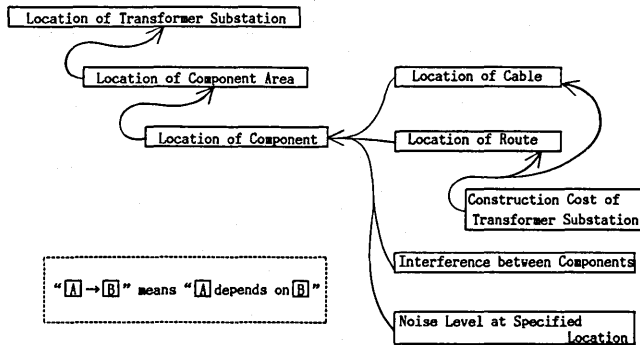 Location of Transformer Substation
Location of Component Area
Location of Component
Location of Cable
Location of Route
Construction Cost of
Transformer Substation
Interference between Components
Noise Level at Specified
Location
“A→B” means “A depends on B”